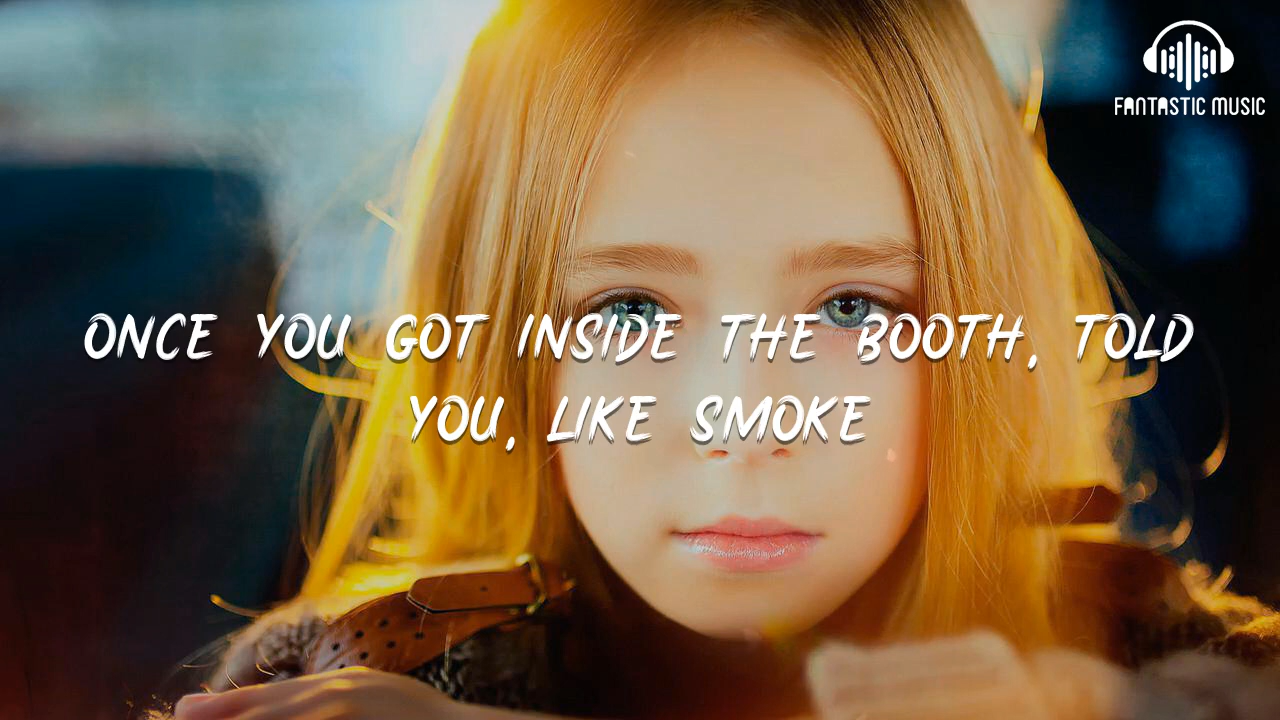 FANTASTIC MUSIC
ONCE YOU GOT INSIDE THE BOOTH, TOLD
YOU, LIKE SMOKE